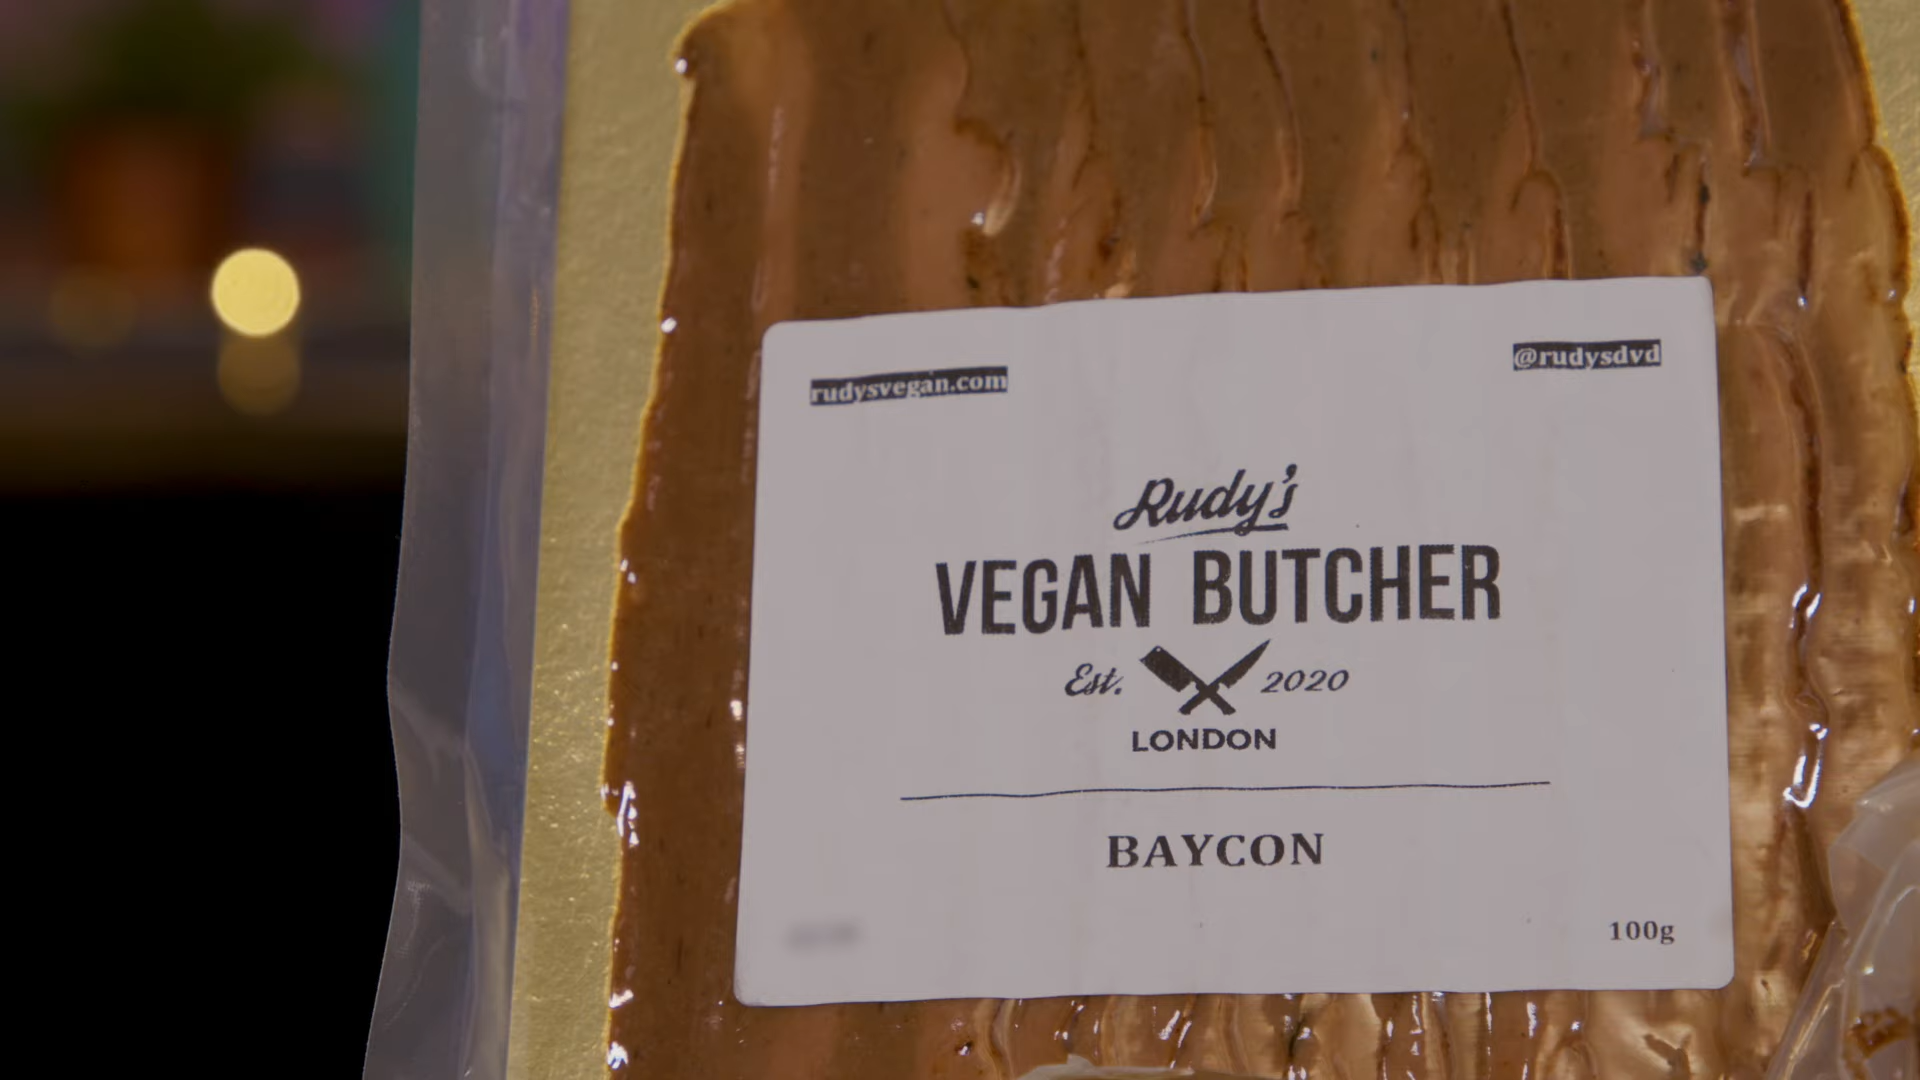 rudysvegan.com
@rudysdvd
Rudy's
VEGAN BUTCHER
Est. 2020
LONDON
BAYCON
100g